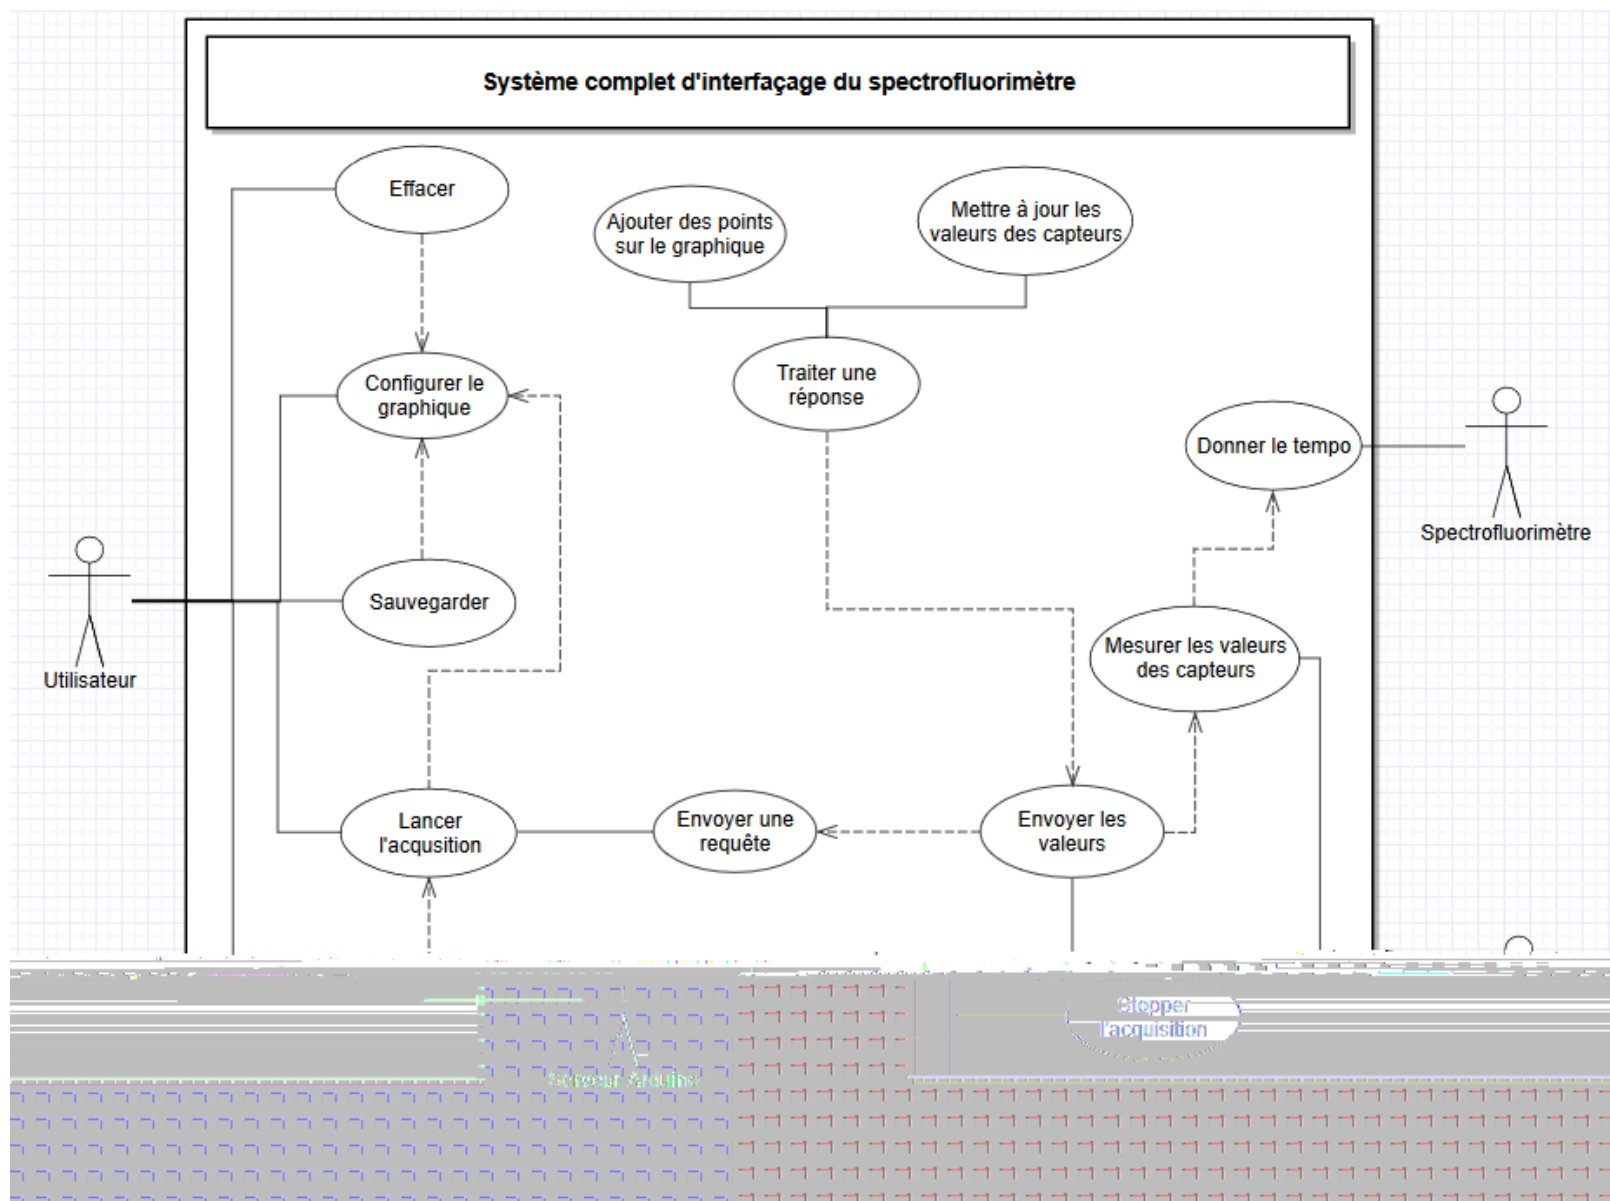 Système complet d'interfaçage du spectrofluorimètre
Effacer
Ajouter des points
sur le graphique
Mettre à jour les
valeurs des capteurs
Configurer le
graphique
Traiter une
réponse
Donner le tempo
Spectrofluorimètre
Sauvegarder
Utilisateur
Mesurer les valeurs
des capteurs
Lancer
l'acqusition
Envoyer une
requête
Envoyer les
valeurs
Stopper
l'acquisition